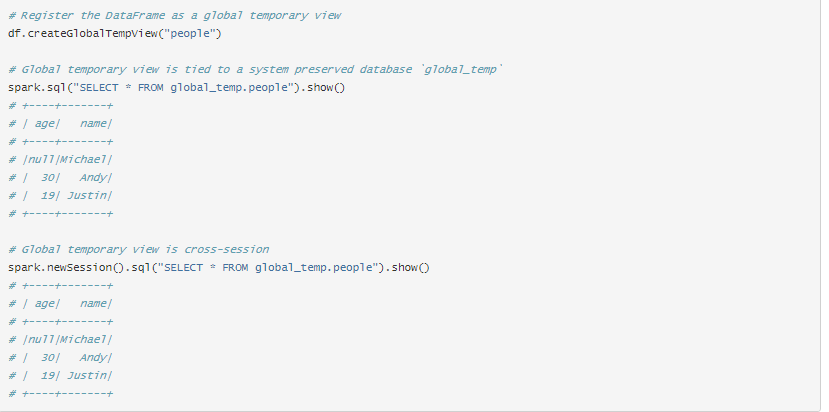 # Register the DataFrame as a global temporary view
df.createGlobalTempView("people")
# Global temporary view is tied to a system preserved database `global_temp`
spark.sql("SELECT * FROM global_temp.people").show()
# +----+-------+
# | age|   name|
# +----+-------+
# |null|Michael|
# |  30|   Andy|
# |  19| Justin|
# +----+-------+
# Global temporary view is cross-session
spark.newSession().sql("SELECT * FROM global_temp.people").show()
# +----+-------+
# | age|   name|
# +----+-------+
# |null|Michael|
# |  30|   Andy|
# |  19| Justin|
# +----+-------+